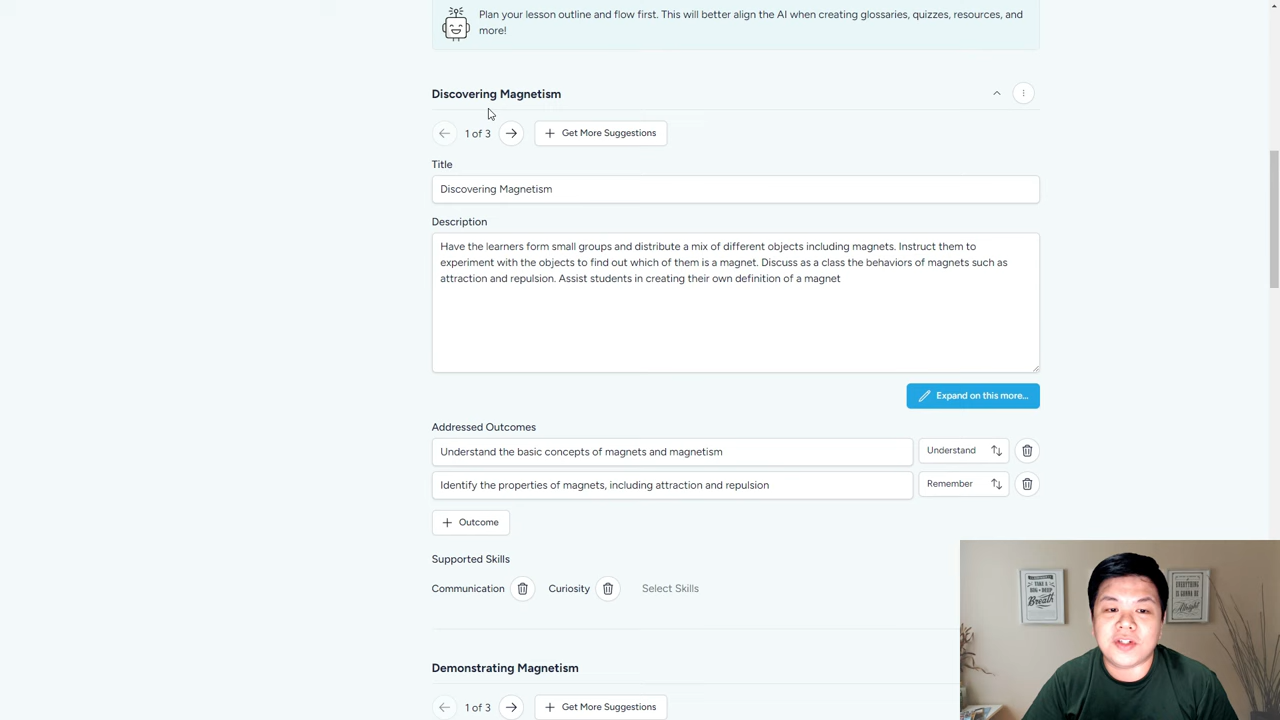 Plan your lesson outline and flow first. This will better align the AI when creating glossaries, quizzes, resources, and
more!
Discovering Magnetism
1 of 3
Get More Suggestions
Title
Discovering Magnetism
Description
Have the learners form small groups and distribute a mix of different objects including magnets. Instruct them to
experiment with the objects to find out which of them is a magnet. Discuss as a class the behaviors of magnets such as
attraction and repulsion. Assist students in creating their own definition of a magnet
Expand on this more...
Addressed Outcomes
Understand the basic concepts of magnets and magnetism
Understand
Identify the properties of magnets, including attraction and repulsion
Remember
Outcome
Supported Skills
Communication
Curiosity
Select Skills
Demonstrating Magnetism
1 of 3
Get More Suggestions